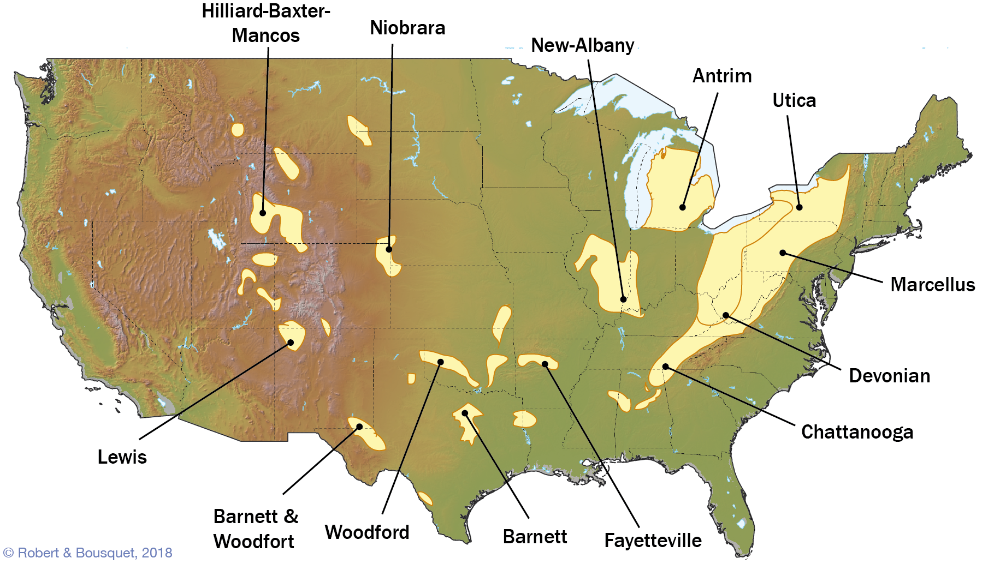 Hilliard-Baxter-
Mancos
Niobrara
New-Albany
Antrim
Utica
Marcellus
Devonian
Chattanooga
Lewis
Barnett &
Woodfort
Woodford
Barnett
Fayetteville
© Robert & Bousquet, 2018